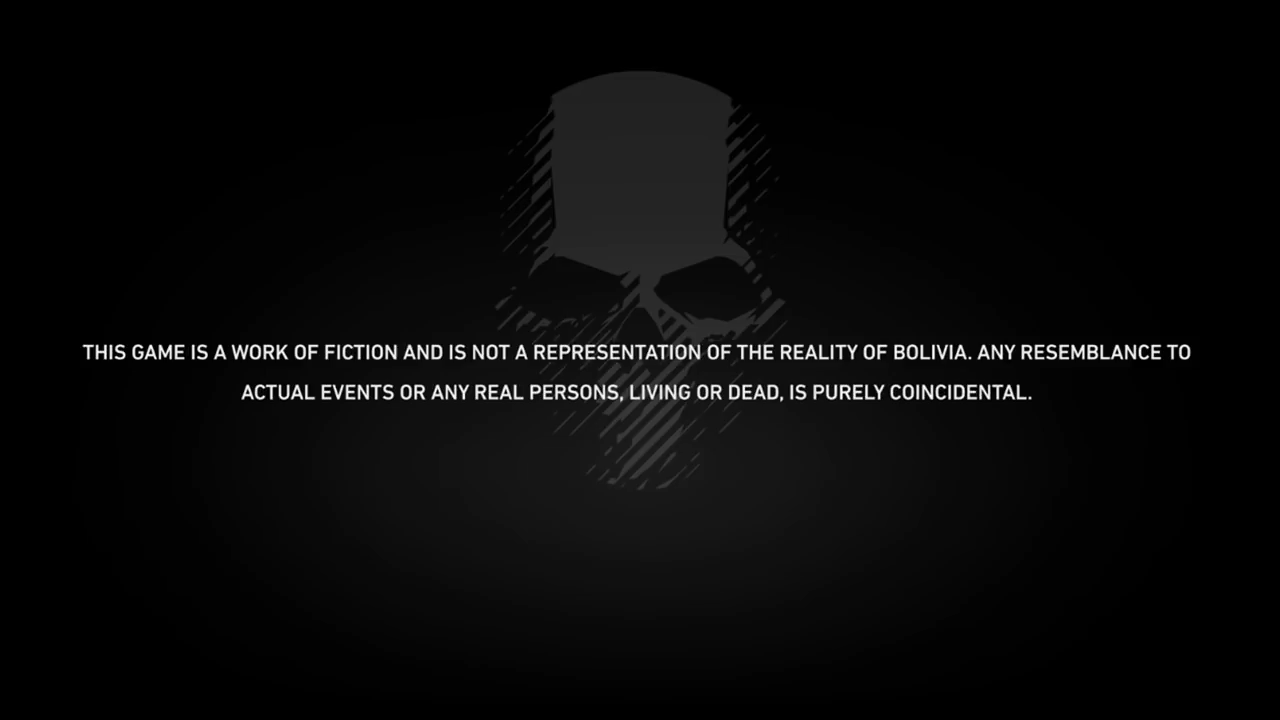 THIS GAME IS A WORK OF FICTION AND IS NOT A REPRESENTATION OF THE REALITY OF BOLIVIA. ANY RESEMBLANCE TO
ACTUAL EVENTS OR ANY REAL PERSONS, LIVING OR DEAD, IS PURELY COINCIDENTAL.